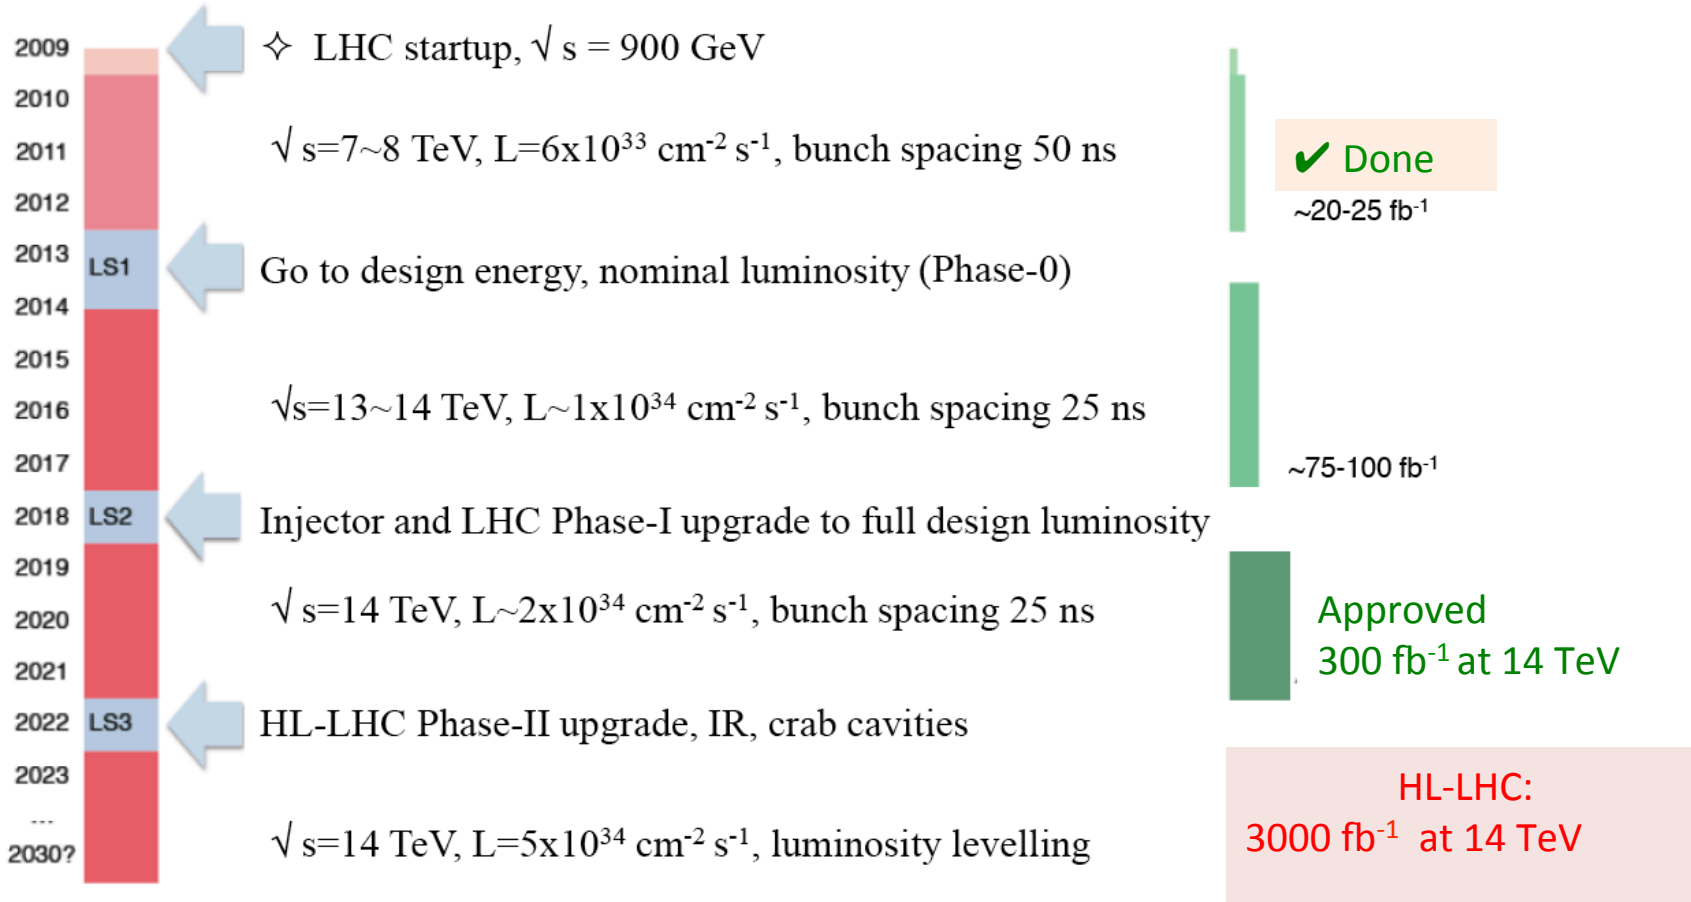 2009
✧ LHC startup, √ s = 900 GeV
2010
2011
√ s=7~8 TeV, L=6x10³³ cm⁻² s⁻¹, bunch spacing 50 ns
✔ Done
2012
~20-25 fb⁻¹
2013
LS1
Go to design energy, nominal luminosity (Phase-0)
2014
2015
2016
√s=13~14 TeV, L~1x10³⁴ cm⁻² s⁻¹, bunch spacing 25 ns
2017
~75-100 fb⁻¹
2018
LS2
Injector and LHC Phase-I upgrade to full design luminosity
2019
2020
√ s=14 TeV, L~2x10³⁴ cm⁻² s⁻¹, bunch spacing 25 ns
Approved
300 fb⁻¹ at 14 TeV
2021
2022
LS3
HL-LHC Phase-II upgrade, IR, crab cavities
2023
...
2030?
√ s=14 TeV, L=5x10³⁴ cm⁻² s⁻¹, luminosity levelling
HL-LHC:
3000 fb⁻¹ at 14 TeV